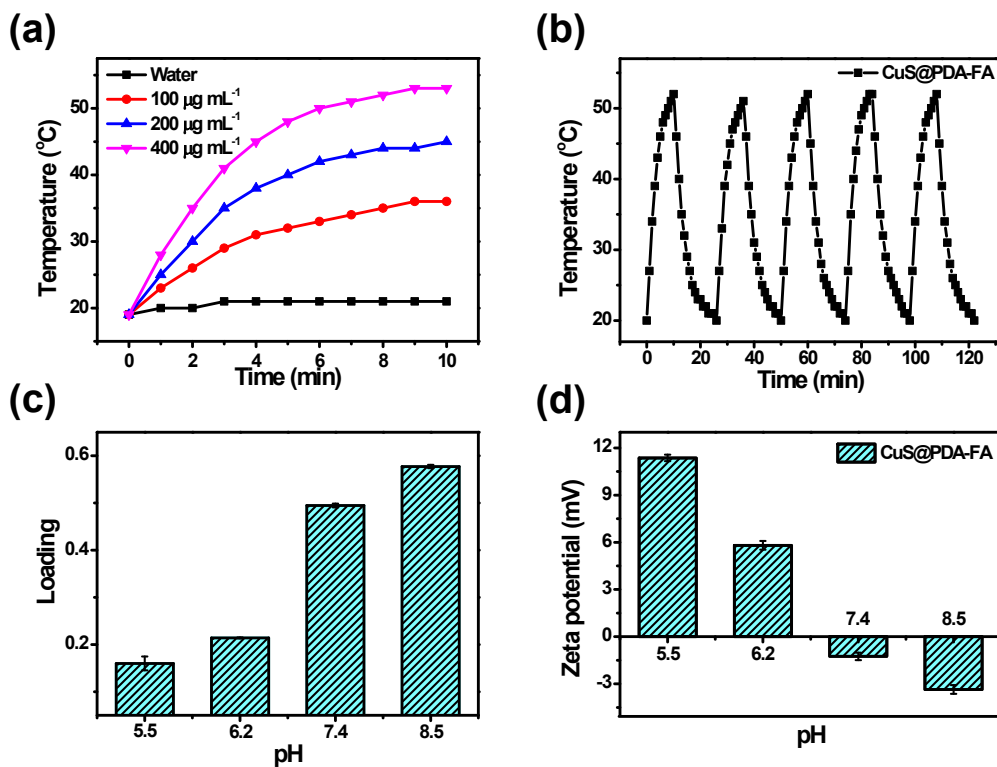 (a)
Water
100 µg mL⁻¹
200 µg mL⁻¹
400 µg mL⁻¹
50
40
30
20
Temperature (°C)
0 2 4 6 8 10
Time (min)
(b)
CuS@PDA-FA
50
40
30
20
Temperature (°C)
0 20 40 60 80 100 120
Time (min)
(c)
0.6
0.4
0.2
Loading
5.5 6.2 7.4 8.5
pH
(d)
CuS@PDA-FA
12
9
6
3
0
-3
Zeta potential (mV)
7.4 8.5
5.5 6.2
pH